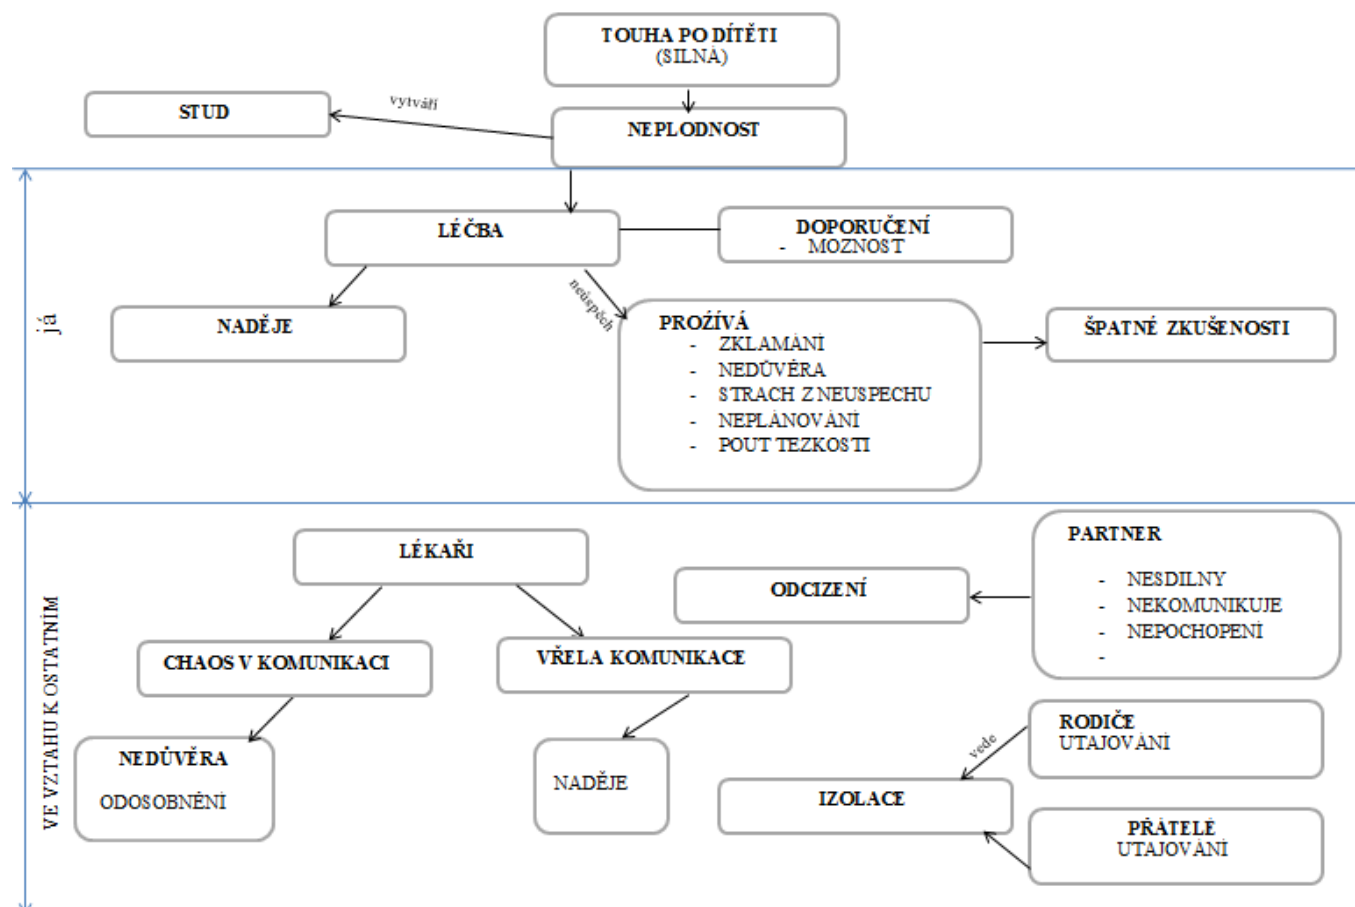 TOUHA PO DÍTĚTI
(SILNÁ)
vytváří
STUD
NEPLODNOST
já
LÉČBA
DOPORUČENÍ
- MOZNOST
neúspěch
NADĚJE
PROŽÍVÁ
- ZKLAMÁNÍ
- NEDŮVĚRA
- STRACH Z NEUSPECHU
- NEPLÁNOVÁNÍ
- POUT TEZKOSTI
ŠPATNÉ ZKUŠENOSTI
VE VZTAHU K OSTATNÍM
LÉKAŘI
PARTNER
- NESDILNY
- NEKOMUNIKUJE
- NEPOCHOPENÍ
-
ODCIZENÍ
CHAOS V KOMUNIKACI
VŘELA KOMUNIKACE
NEDŮVĚRA
ODOSOBNĚNÍ
NADĚJE
RODIČE
UTAJOVÁNÍ
vede
IZOLACE
PŘÁTELÉ
UTAJOVÁNÍ